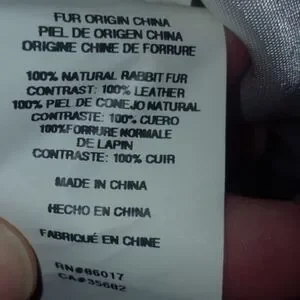 FUR ORIGIN CHINA
PIEL DE ORIGEN CHINA
ORIGINE CHINE DE FORRURE
100% NATURAL RABBIT FUR
CONTRAST: 100% LEATHER
100% PIEL DE CONEJO NATURAL
CONTRASTE: 100% CUERO
100%FORRURE NORMALE
DE LAPIN
CONTRASTE: 100% CUIR
MADE IN CHINA
HECHO EN CHINA
FABRIQUÉ EN CHINE
RN#86017
CA#35682